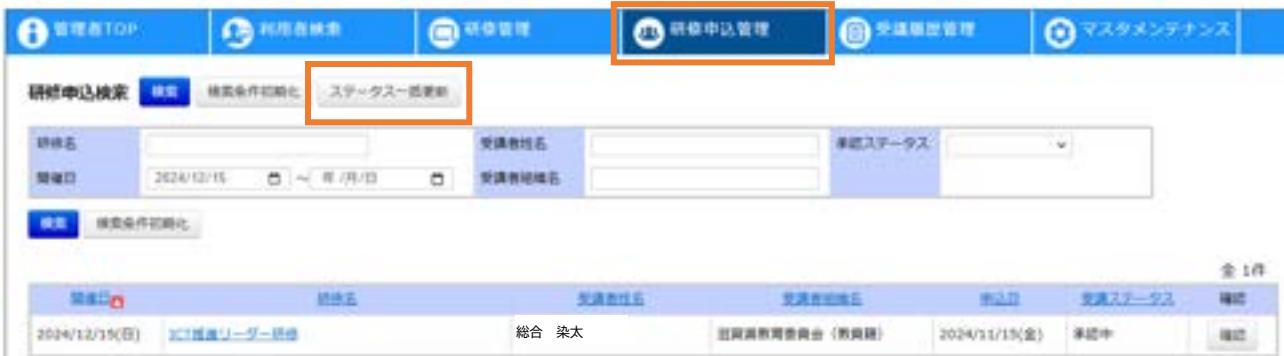 管理者TOP 利用者検索 研修管理 研修申込管理 受講履歴管理 マスタメンテナンス
研修申込検索 検索 検索条件初期化 ステータス一括更新
研修名 受講者姓名 承認ステータス
開催日 2024/12/15 ～ 年/月/日 受講者組織名
検索 検索条件初期化
全 1件
開催日 研修名 受講者姓名 受講者組織名 申込日 受講ステータス 確認
2024/12/15(日) ICT推進リーダー研修 総合 染太 滋賀県教育委員会（教員籍） 2024/11/15(金) 承認中 確認